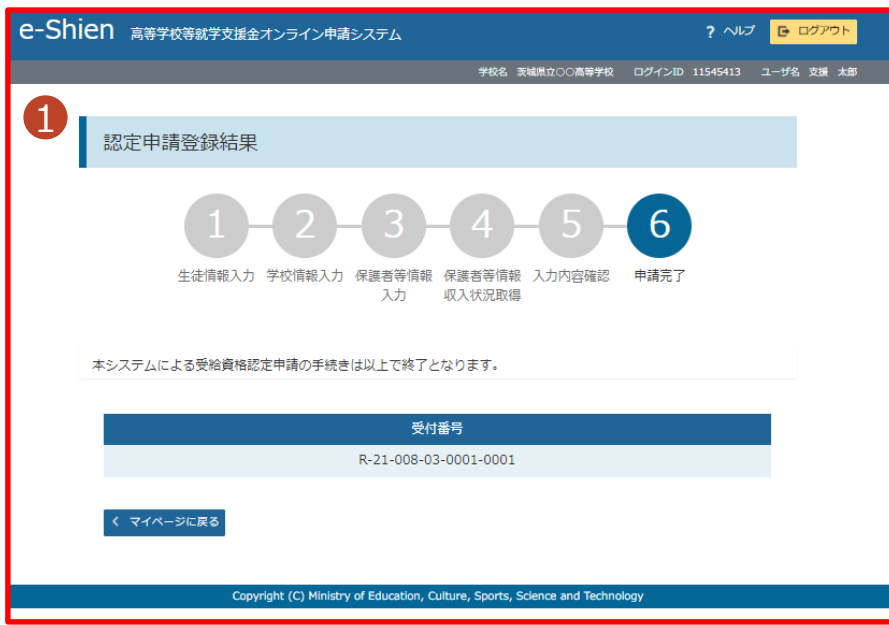 e-Shien 高等学校等就学支援金オンライン申請システム ? ヘルプ ログアウト
学校名 茨城県立〇〇高等学校 ログインID 11545413 ユーザ名 支援 太郎
1
認定申請登録結果
1 2 3 4 5 6
生徒情報入力 学校情報入力 保護者等情報 保護者等情報 入力内容確認 申請完了
入力 収入状況取得
本システムによる受給資格認定申請の手続きは以上で終了となります。
受付番号
R-21-008-03-0001-0001
マイページに戻る
Copyright (C) Ministry of Education, Culture, Sports, Science and Technology